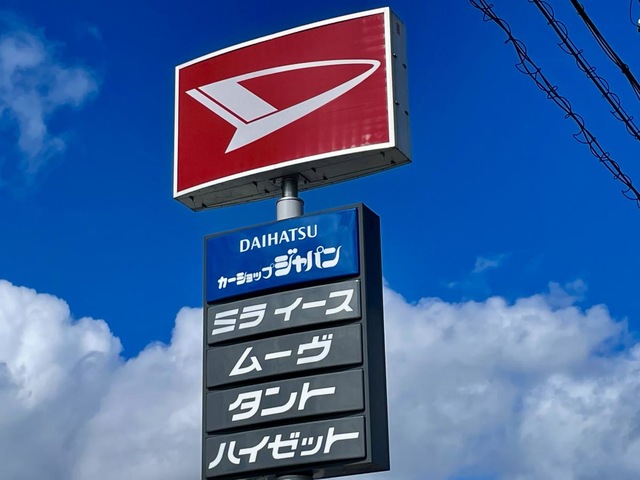 DAIHATSU
カーショップジャパン
ミライース
ムーヴ
タント
ハイゼット